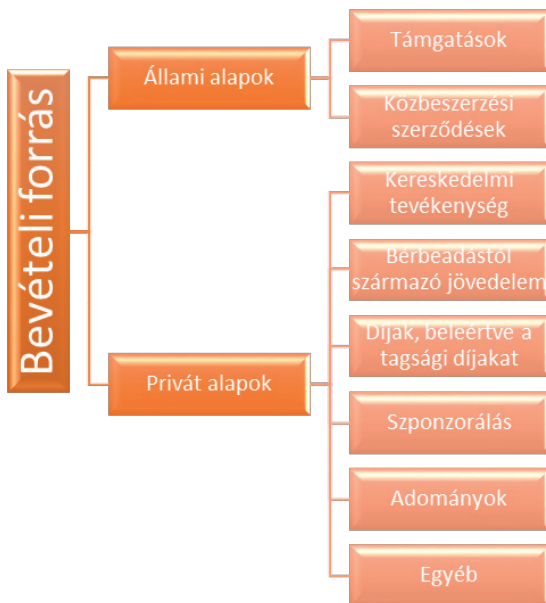 Bevételi forrás
Állami alapok
Támgatások
Közbeszerzési
szerződések
Privát alapok
Kereskedelmi
tevékenység
Bérbeadástól
származó jövedelem
Díjak, beleértve a
tagsági díjakat
Szponzorálás
Adományok
Egyéb